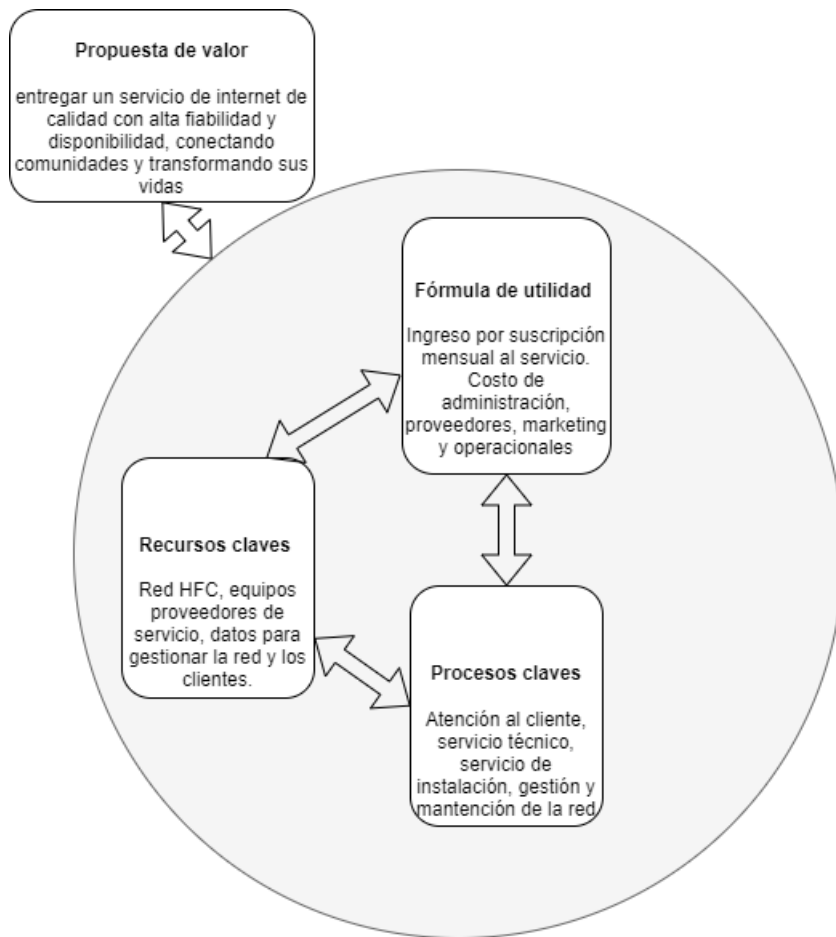 Propuesta de valor
entregar un servicio de internet de
calidad con alta fiabilidad y
disponibilidad, conectando
comunidades y transformando sus
vidas
Fórmula de utilidad
Ingreso por suscripción
mensual al servicio.
Costo de
administración,
proveedores, marketing
y operacionales
Recursos claves
Red HFC, equipos
proveedores de
servicio, datos para
gestionar la red y los
clientes.
Procesos claves
Atención al cliente,
servicio técnico,
servicio de
instalación, gestión y
mantención de la red